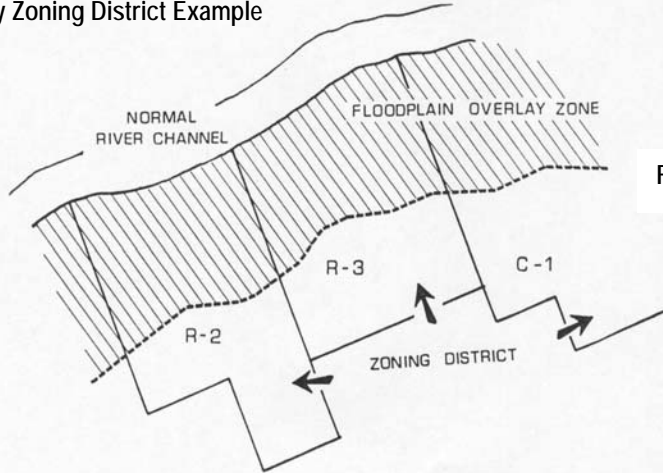 y Zoning District Example
NORMAL
RIVER CHANNEL
FLOODPLAIN OVERLAY ZONE
F
R-3
C-1
R-2
ZONING DISTRICT